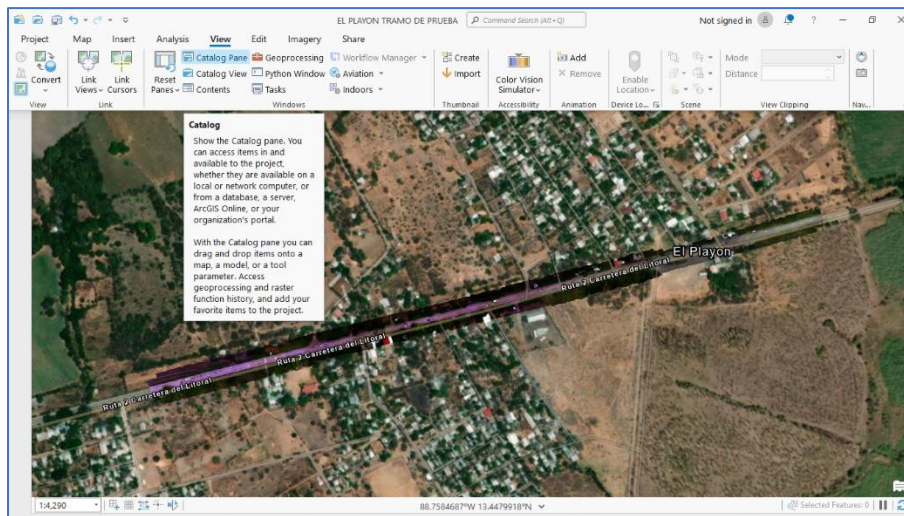 EL PLAYON TRAMO DE PRUEBA
Command Search (Alt+Q)
Not signed in
?
Project Map Insert Analysis View Edit Imagery Share
Convert
Link Views
Link Cursors
Reset Panes
Catalog Pane
Catalog View
Contents
Geoprocessing
Python Window
Tasks
Workflow Manager
Aviation
Indoors
Create
Import
Color Vision Simulator
Add
Remove
Enable Location
Mode
Distance
View Link Windows Thumbnail Accessibility Animation Device Lo... Scene View Clipping Nav...
Catalog
Show the Catalog pane. You
can access items in and
available to the project,
whether they are available on a
local or network computer, or
from a database, a server,
ArcGIS Online, or your
organization's portal.
With the Catalog pane you can
drag and drop items onto a
map, a model, or a tool
parameter. Access
geoprocessing and raster
function history, and add your
favorite items to the project.
El Playon
Ruta 2 Carretera del Litoral
Ruta 2 Carretera del Litoral
Ruta 2 Carretera del Litoral
1:4,290
88.7584687°W 13.4479918°N
Selected Features: 0